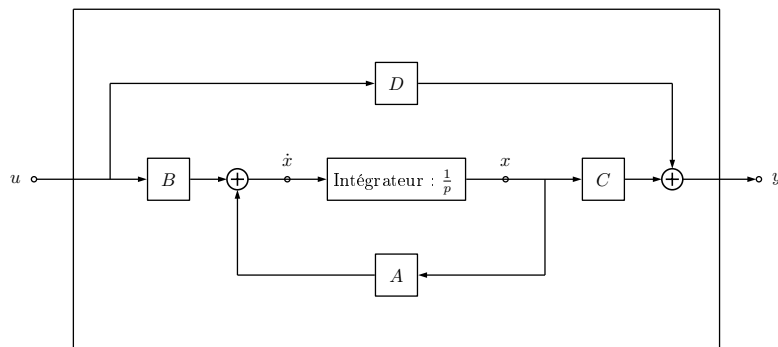 D
u
B
+
ẋ
Intégrateur : 1/p
x
C
+
y
A